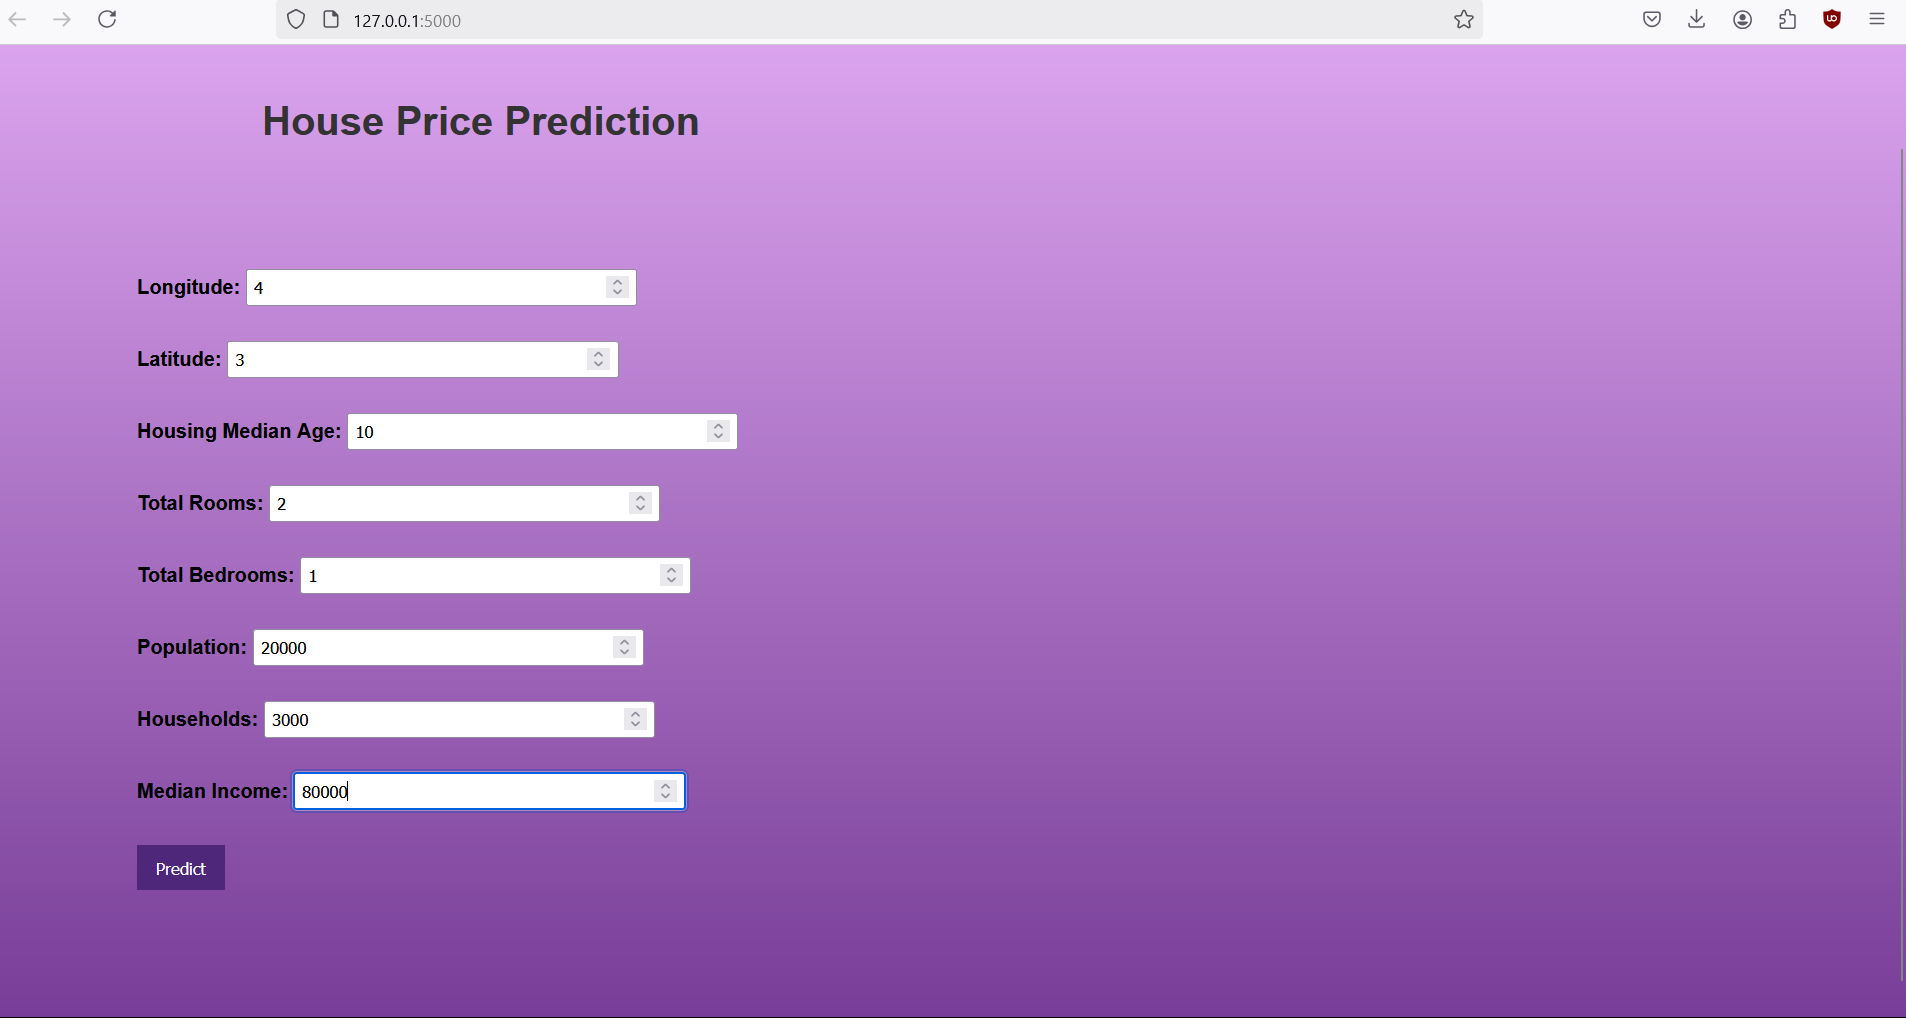 127.0.0.1:5000
House Price Prediction
Longitude: 4
Latitude: 3
Housing Median Age: 10
Total Rooms: 2
Total Bedrooms: 1
Population: 20000
Households: 3000
Median Income: 80000
Predict